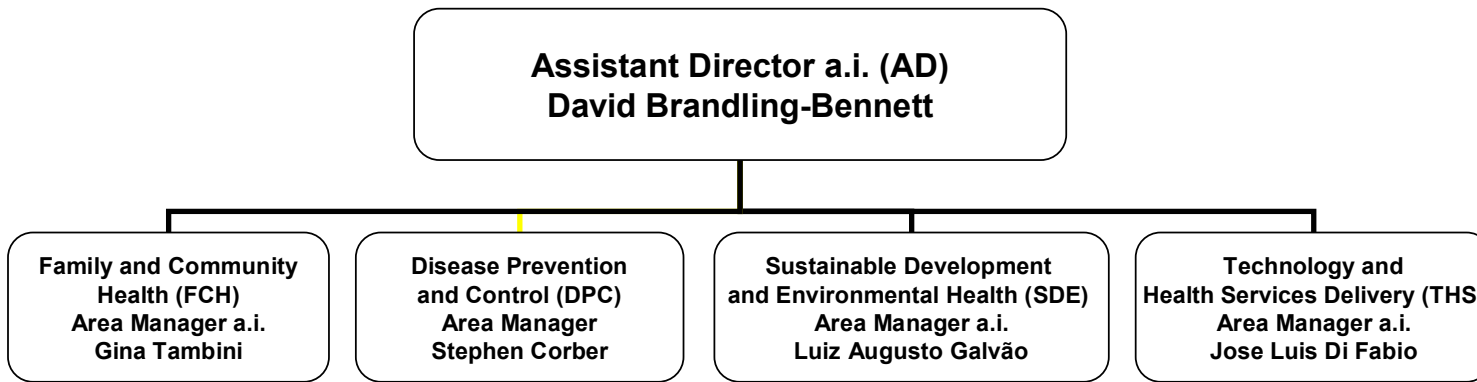 Assistant Director a.i. (AD)
David Brandling-Bennett
Family and Community
Health (FCH)
Area Manager a.i.
Gina Tambini
Disease Prevention
and Control (DPC)
Area Manager
Stephen Corber
Sustainable Development
and Environmental Health (SDE)
Area Manager a.i.
Luiz Augusto Galvão
Technology and
Health Services Delivery (THS
Area Manager a.i.
Jose Luis Di Fabio